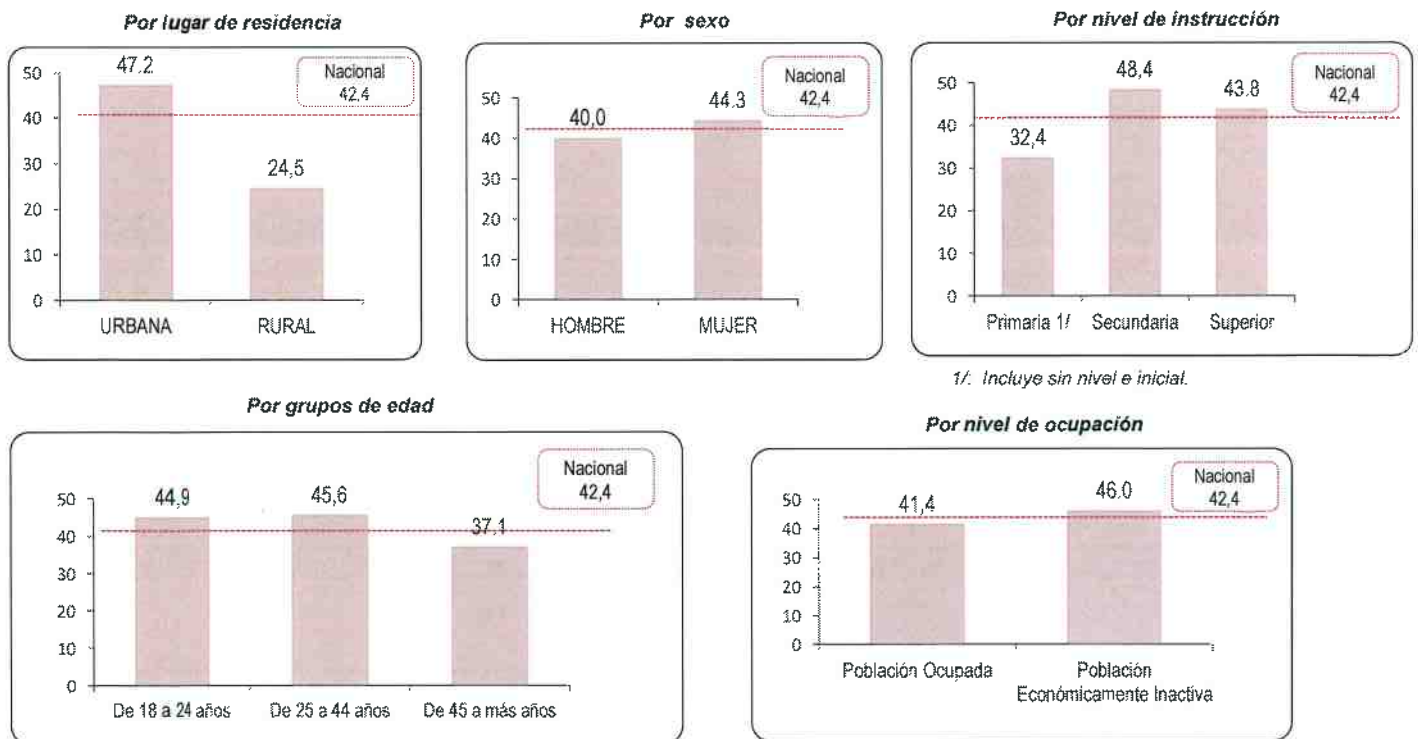 Por lugar de residencia
50
40
30
20
10
0
47.2
24,5
Nacional
42,4
URBANA
RURAL
Por sexo
50
40
30
20
10
0
40,0
44.3
Nacional
42,4
HOMBRE
MUJER
Por nivel de instrucción
50
40
30
20
10
0
32,4
48,4
43.8
Nacional
42,4
Primaria 1/
Secundaria
Superior
1/. Incluye sin nivel e inicial.
Por grupos de edad
50
40
30
20
10
0
44,9
45,6
37,1
Nacional
42,4
De 18 a 24 años
De 25 a 44 años
De 45 a más años
Por nivel de ocupación
50
40
30
20
10
0
41,4
46.0
Nacional
42,4
Población Ocupada
Población
Económicamente Inactiva